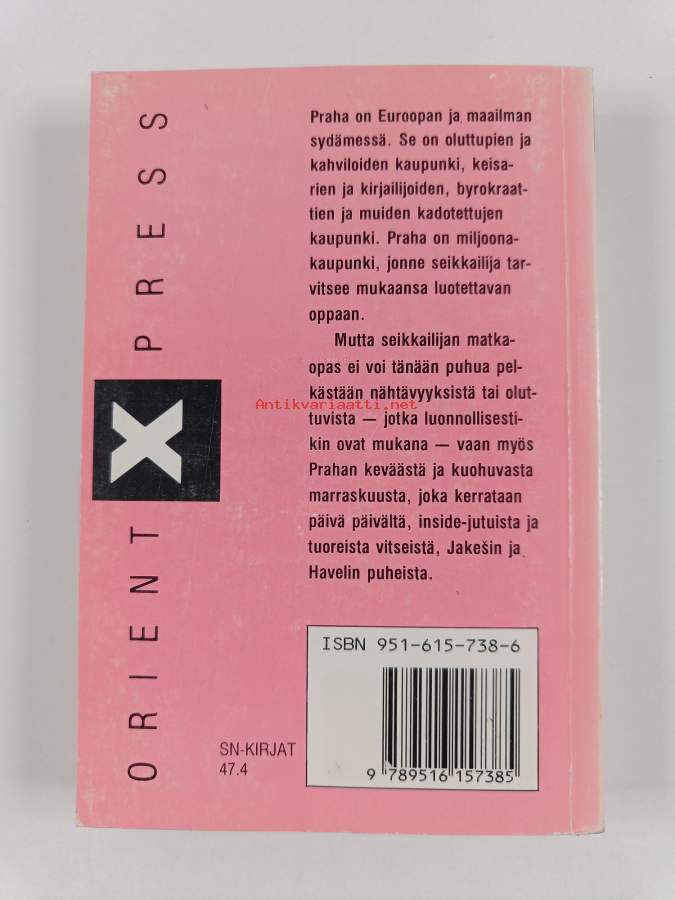 ORIENT X PRESS
Praha on Euroopan ja maailman
sydämessä. Se on oluttupien ja
kahviloiden kaupunki, keisa-
rien ja kirjailijoiden, byrokraat-
tien ja muiden kadotettujen
kaupunki. Praha on miljoona-
kaupunki, jonne seikkailija tar-
vitsee mukaansa luotettavan
oppaan.
Mutta seikkailijan matka-
opas ei voi tänään puhua pel-
kästään nähtävyyksistä tai olut-
tuvista — jotka luonnollisesti-
kin ovat mukana — vaan myös
Prahan keväästä ja kuohuvasta
marraskuusta, joka kerrataan
päivä päivältä, inside-jutuista ja
tuoreista vitseistä, Jakešin ja
Havelin puheista.
Antikvariaatti.net
ISBN 951-615-738-6
9 789516 157385
SN-KIRJAT
47.4